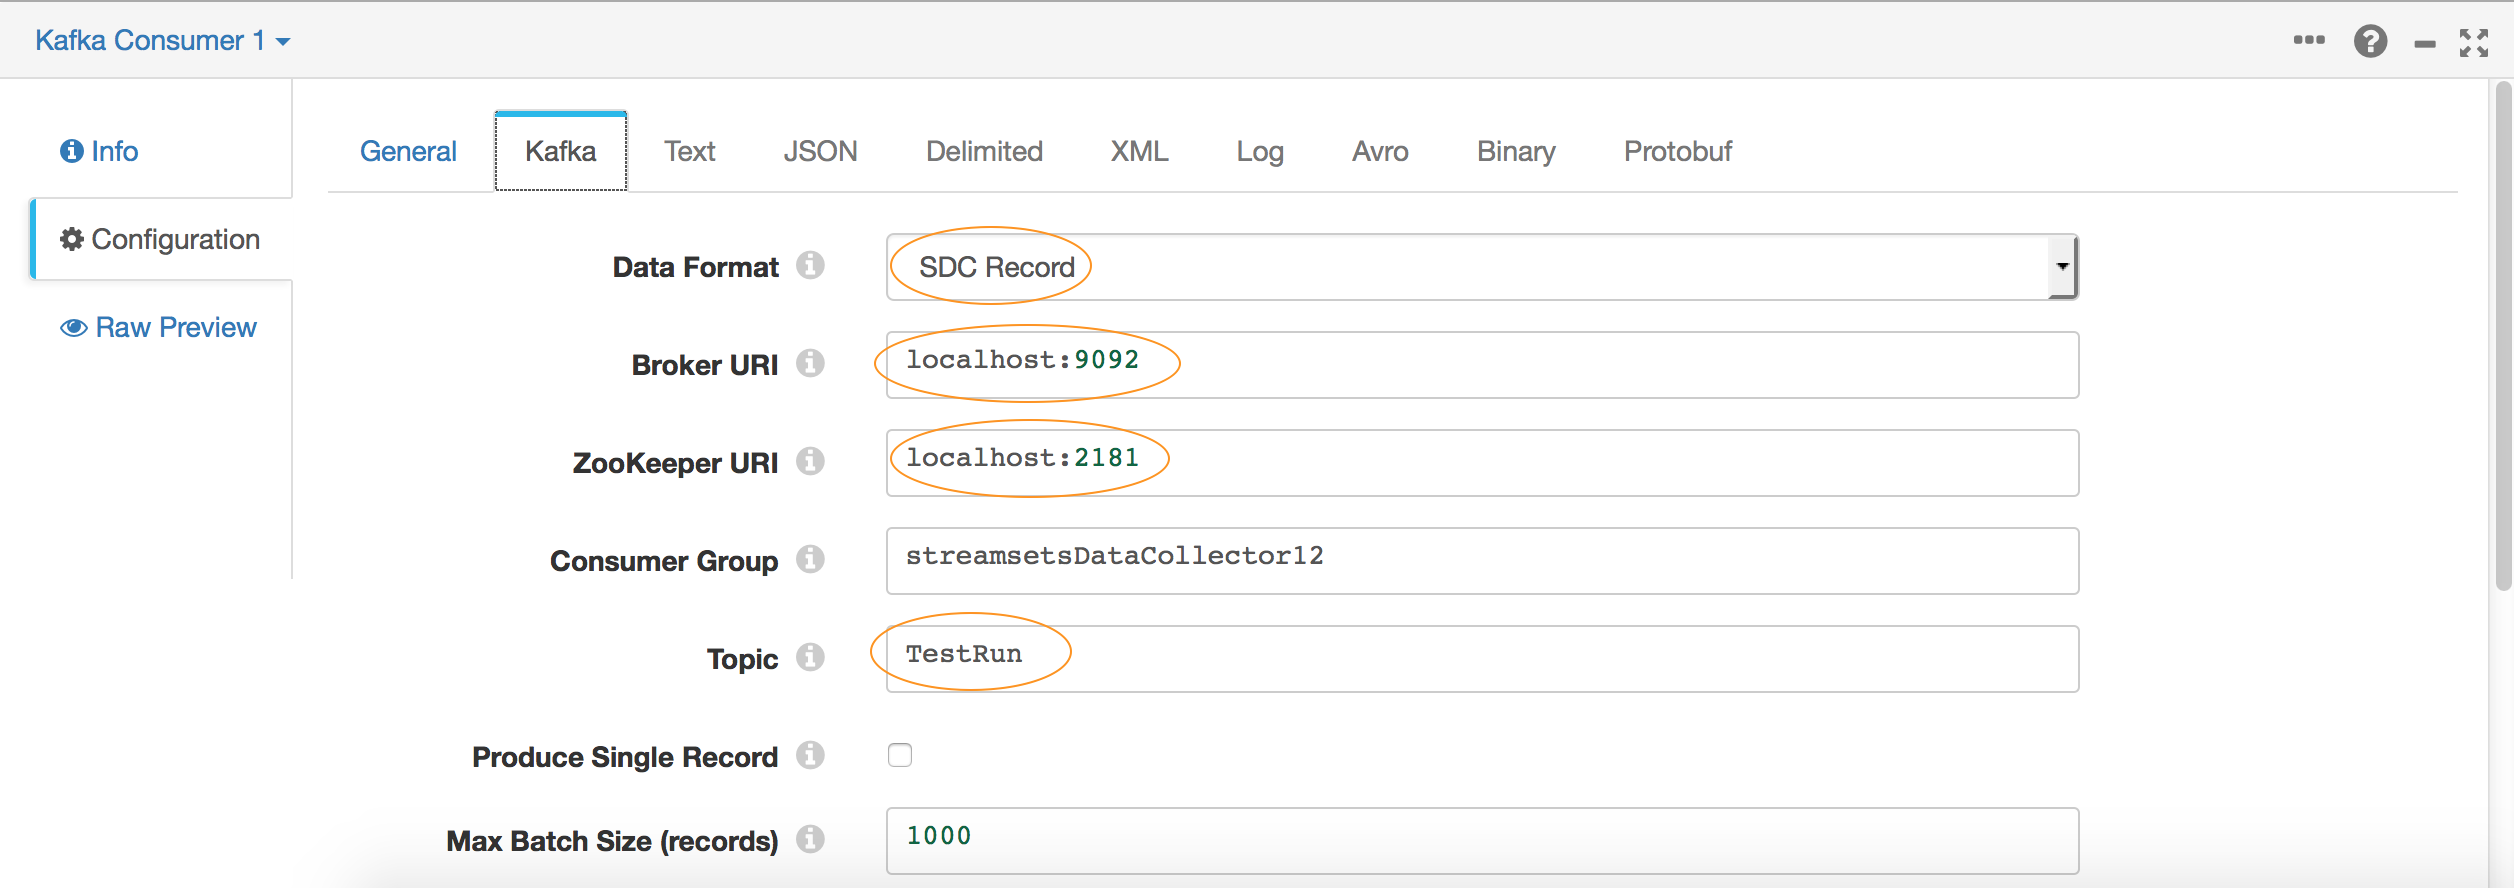 Kafka Consumer 1
Info
Configuration
Raw Preview
General Kafka Text JSON Delimited XML Log Avro Binary Protobuf
Data Format SDC Record
Broker URI localhost:9092
ZooKeeper URI localhost:2181
Consumer Group streamsetsDataCollector12
Topic TestRun
Produce Single Record
Max Batch Size (records) 1000